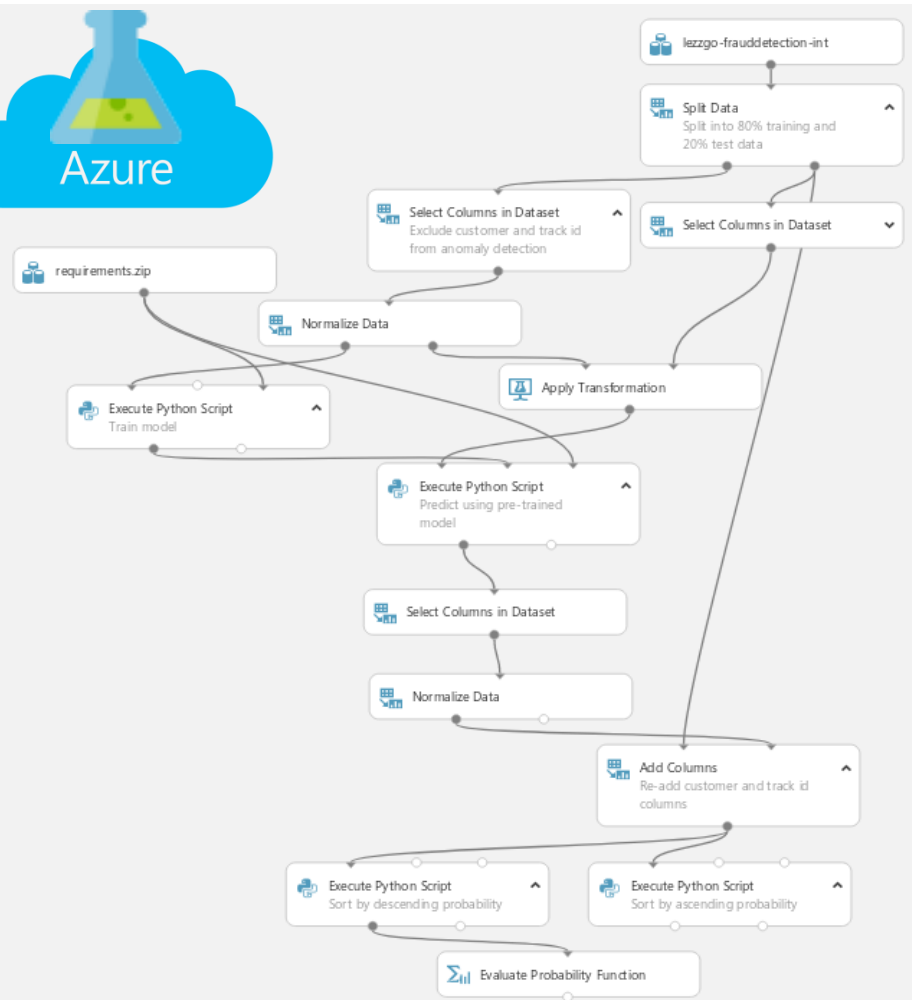 Azure
lezzgo-frauddetection-int
Split Data
Split into 80% training and
20% test data
Select Columns in Dataset
Exclude customer and track id
from anomaly detection
Select Columns in Dataset
requirements.zip
Normalize Data
Apply Transformation
Execute Python Script
Train model
Execute Python Script
Predict using pre-trained
model
Select Columns in Dataset
Normalize Data
Add Columns
Re-add customer and track id
columns
Execute Python Script
Sort by descending probability
Execute Python Script
Sort by ascending probability
Evaluate Probability Function